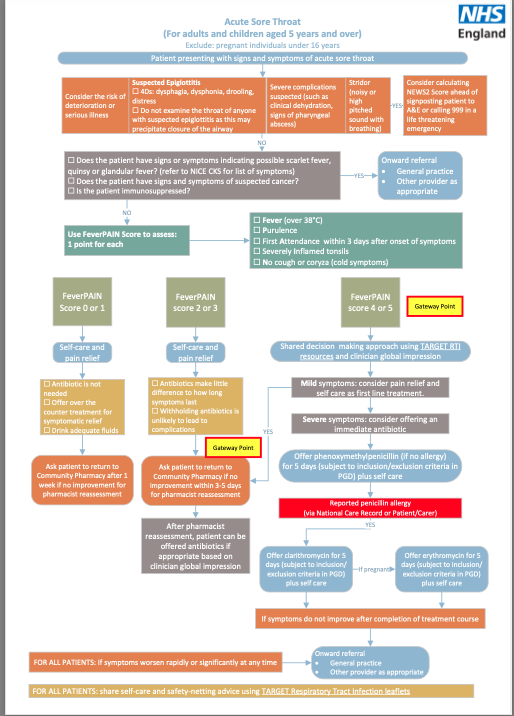 NHS
England
Acute Sore Throat
(For adults and children aged 5 years and over)
Exclude: pregnant individuals under 16 years
Patient presenting with signs and symptoms of acute sore throat
Consider the risk of
deterioration or
serious illness
Suspected Epiglottitis
☐ 4Ds: dysphagia, dysphonia, drooling,
distress
☐ Do not examine the throat of anyone
with suspected epiglottitis as this may
precipitate closure of the airway
Severe complications
suspected (such as
clinical dehydration,
signs of pharyngeal
abscess)
Stridor
(noisy or
high
pitched
sound with
breathing)
YES
Consider calculating
NEWS2 Score ahead of
signposting patient to
A&E or calling 999 in a
life threatening
emergency
NO
☐ Does the patient have signs or symptoms indicating possible scarlet fever,
quinsy or glandular fever? (refer to NICE CKS for list of symptoms)
☐ Does the patient have signs and symptoms of suspected cancer?
☐ Is the patient immunosuppressed?
YES
Onward referral
• General practice
• Other provider as
appropriate
NO
Use FeverPAIN Score to assess:
1 point for each
☐ Fever (over 38°C)
☐ Purulence
☐ First Attendance within 3 days after onset of symptoms
☐ Severely Inflamed tonsils
☐ No cough or coryza (cold symptoms)
FeverPAIN
Score 0 or 1
FeverPAIN
score 2 or 3
FeverPAIN
score 4 or 5
Gateway Point
Self-care and
pain relief
Self-care and
pain relief
Shared decision making approach using TARGET RTI
resources and clinician global impression
☐ Antibiotic is not
needed
☐ Offer over the
counter treatment for
symptomatic relief
☐ Drink adequate fluids
☐ Antibiotics make little
difference to how long
symptoms last
☐ Withholding antibiotics is
unlikely to lead to
complications
Mild symptoms: consider pain relief and
self care as first line treatment.
Severe symptoms: consider offering an
immediate antibiotic
YES
Gateway Point
Ask patient to return to
Community Pharmacy after 1
week if no improvement for
pharmacist reassessment
Ask patient to return to
Community Pharmacy if no
improvement within 3-5 days
for pharmacist reassessment
Offer phenoxymethylpenicillin (if no allergy)
for 5 days (subject to inclusion/exclusion criteria in
PGD) plus self care
Reported penicillin allergy
(via National Care Record or Patient/Carer)
YES
After pharmacist
reassessment, patient can be
offered antibiotics if
appropriate based on
clinician global impression
Offer clarithromycin for 5
days (subject to inclusion/
exclusion criteria in PGD)
plus self care
If pregnant
Offer erythromycin for 5
days (subject to inclusion/
exclusion criteria in PGD)
plus self care
If symptoms do not improve after completion of treatment course
FOR ALL PATIENTS: if symptoms worsen rapidly or significantly at any time
Onward referral
• General practice
• Other provider as appropriate
FOR ALL PATIENTS: share self-care and safety-netting advice using TARGET Respiratory Tract Infection leaflets